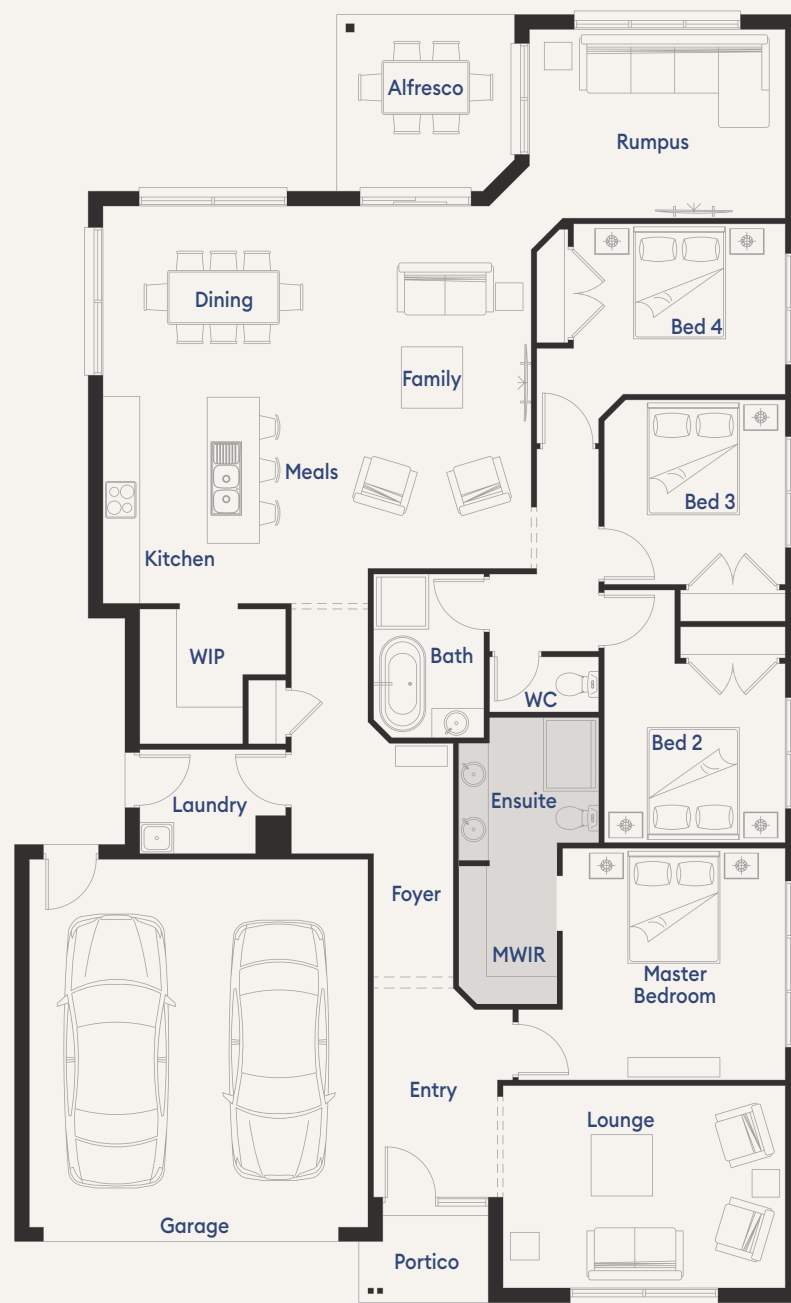 Alfresco
Rumpus
Dining
Bed 4
Family
Meals
Bed 3
Kitchen
WIP
Bath
WC
Bed 2
Laundry
Ensuite
Foyer
MWIR
Master
Bedroom
Entry
Lounge
Garage
Portico